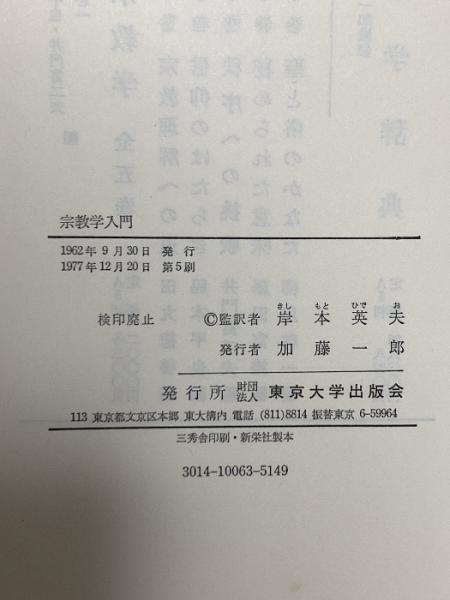 宗教学入門
1962年 9月30日 発行
1977年12月20日 第5刷
検印廃止
きし もと ひで お
©監訳者 岸本英夫
発行者 加藤一郎
発行所 財団法人 東京大学出版会
113 東京都文京区本郷 東大構内 電話 (811)8814 振替東京 6-59964
三秀舎印刷・新栄社製本
3014-10063-5149